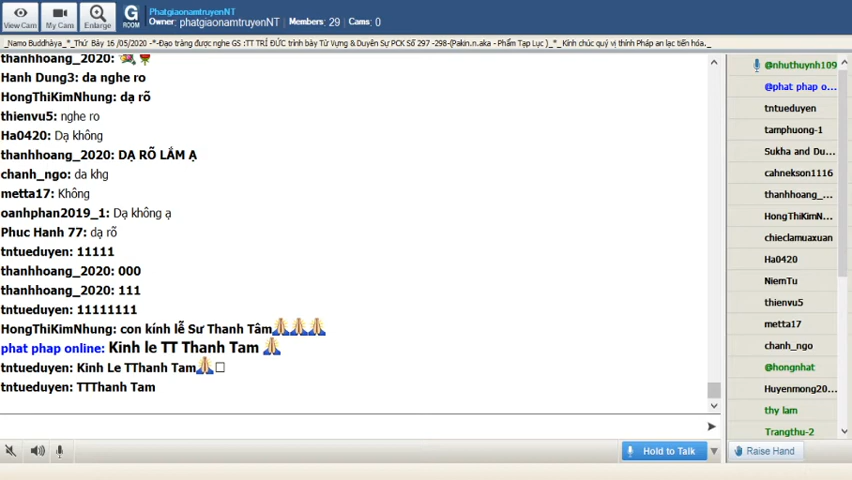 View Cam
My Cam
Enlarge
G
ROOM
PhatgiaonamtruyenNT
Owner: phatgiaonamtruyenNT Members: 29 Cams: 0
_Namo Buddhàya_*_Thứ Bảy 16 /05/2020 -*-Đạo tràng được nghe GS :TT TRÍ ĐỨC trình bày Từ Vựng & Duyên Sự PCK Số 297 -298-(Pakin.n.aka - Phẩm Tạp Lục )_*_Kính chúc quý vị thính Pháp an lạc tiến hóa._
thanhhoang_2020:
Hanh Dung3: da nghe ro
HongThiKimNhung: dạ rõ
thienvu5: nghe ro
Ha0420: Dạ không
thanhhoang_2020: DẠ RÕ LẮM Ạ
chanh_ngo: da khg
metta17: Không
oanhphan2019_1: Dạ không ạ
Phuc Hanh 77: dạ rõ
tntueduyen: 11111
thanhhoang_2020: 000
thanhhoang_2020: 111
tntueduyen: 11111111
HongThiKimNhung: con kính lễ Sư Thanh Tâm🙏🙏🙏
phat phap online: Kinh le TT Thanh Tam 🙏
tntueduyen: Kinh Le TThanh Tam🙏□
tntueduyen: TTThanh Tam
@nhuthuynh109
@phat phap o...
tntueduyen
tamphuong-1
Sukha and Du...
cahnekson1116
thanhhoang_...
HongThiKimN...
chieclamuaxuan
Ha0420
NiemTu
thienvu5
metta17
chanh_ngo
@hongnhat
Huyenmong20...
thy lam
Trangthu-2
Hold to Talk
Raise Hand